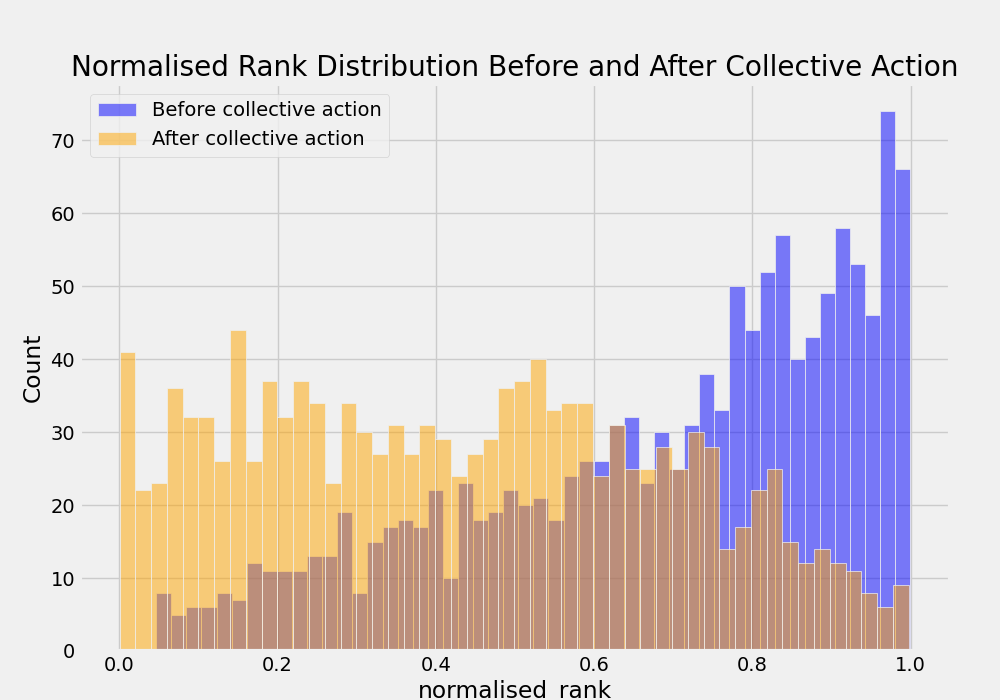 Normalised Rank Distribution Before and After Collective Action
Before collective action
After collective action
70
60
50
40
30
20
10
0
Count
0.0 0.2 0.4 0.6 0.8 1.0
normalised_rank